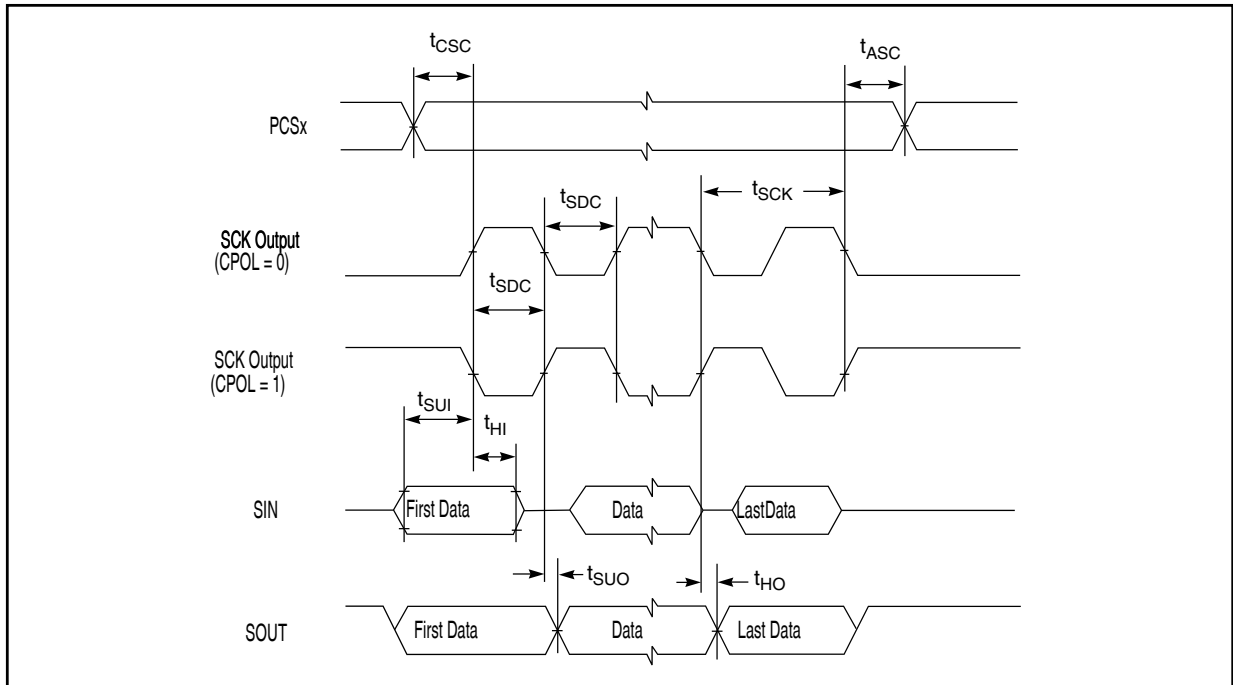 tCSC
tASC
PCSx
tSCK
tSDC
SCK Output
(CPOL = 0)
tSDC
SCK Output
(CPOL = 1)
tSUI
tHI
SIN
First Data
Data
LastData
tSUO
tHO
SOUT
First Data
Data
Last Data